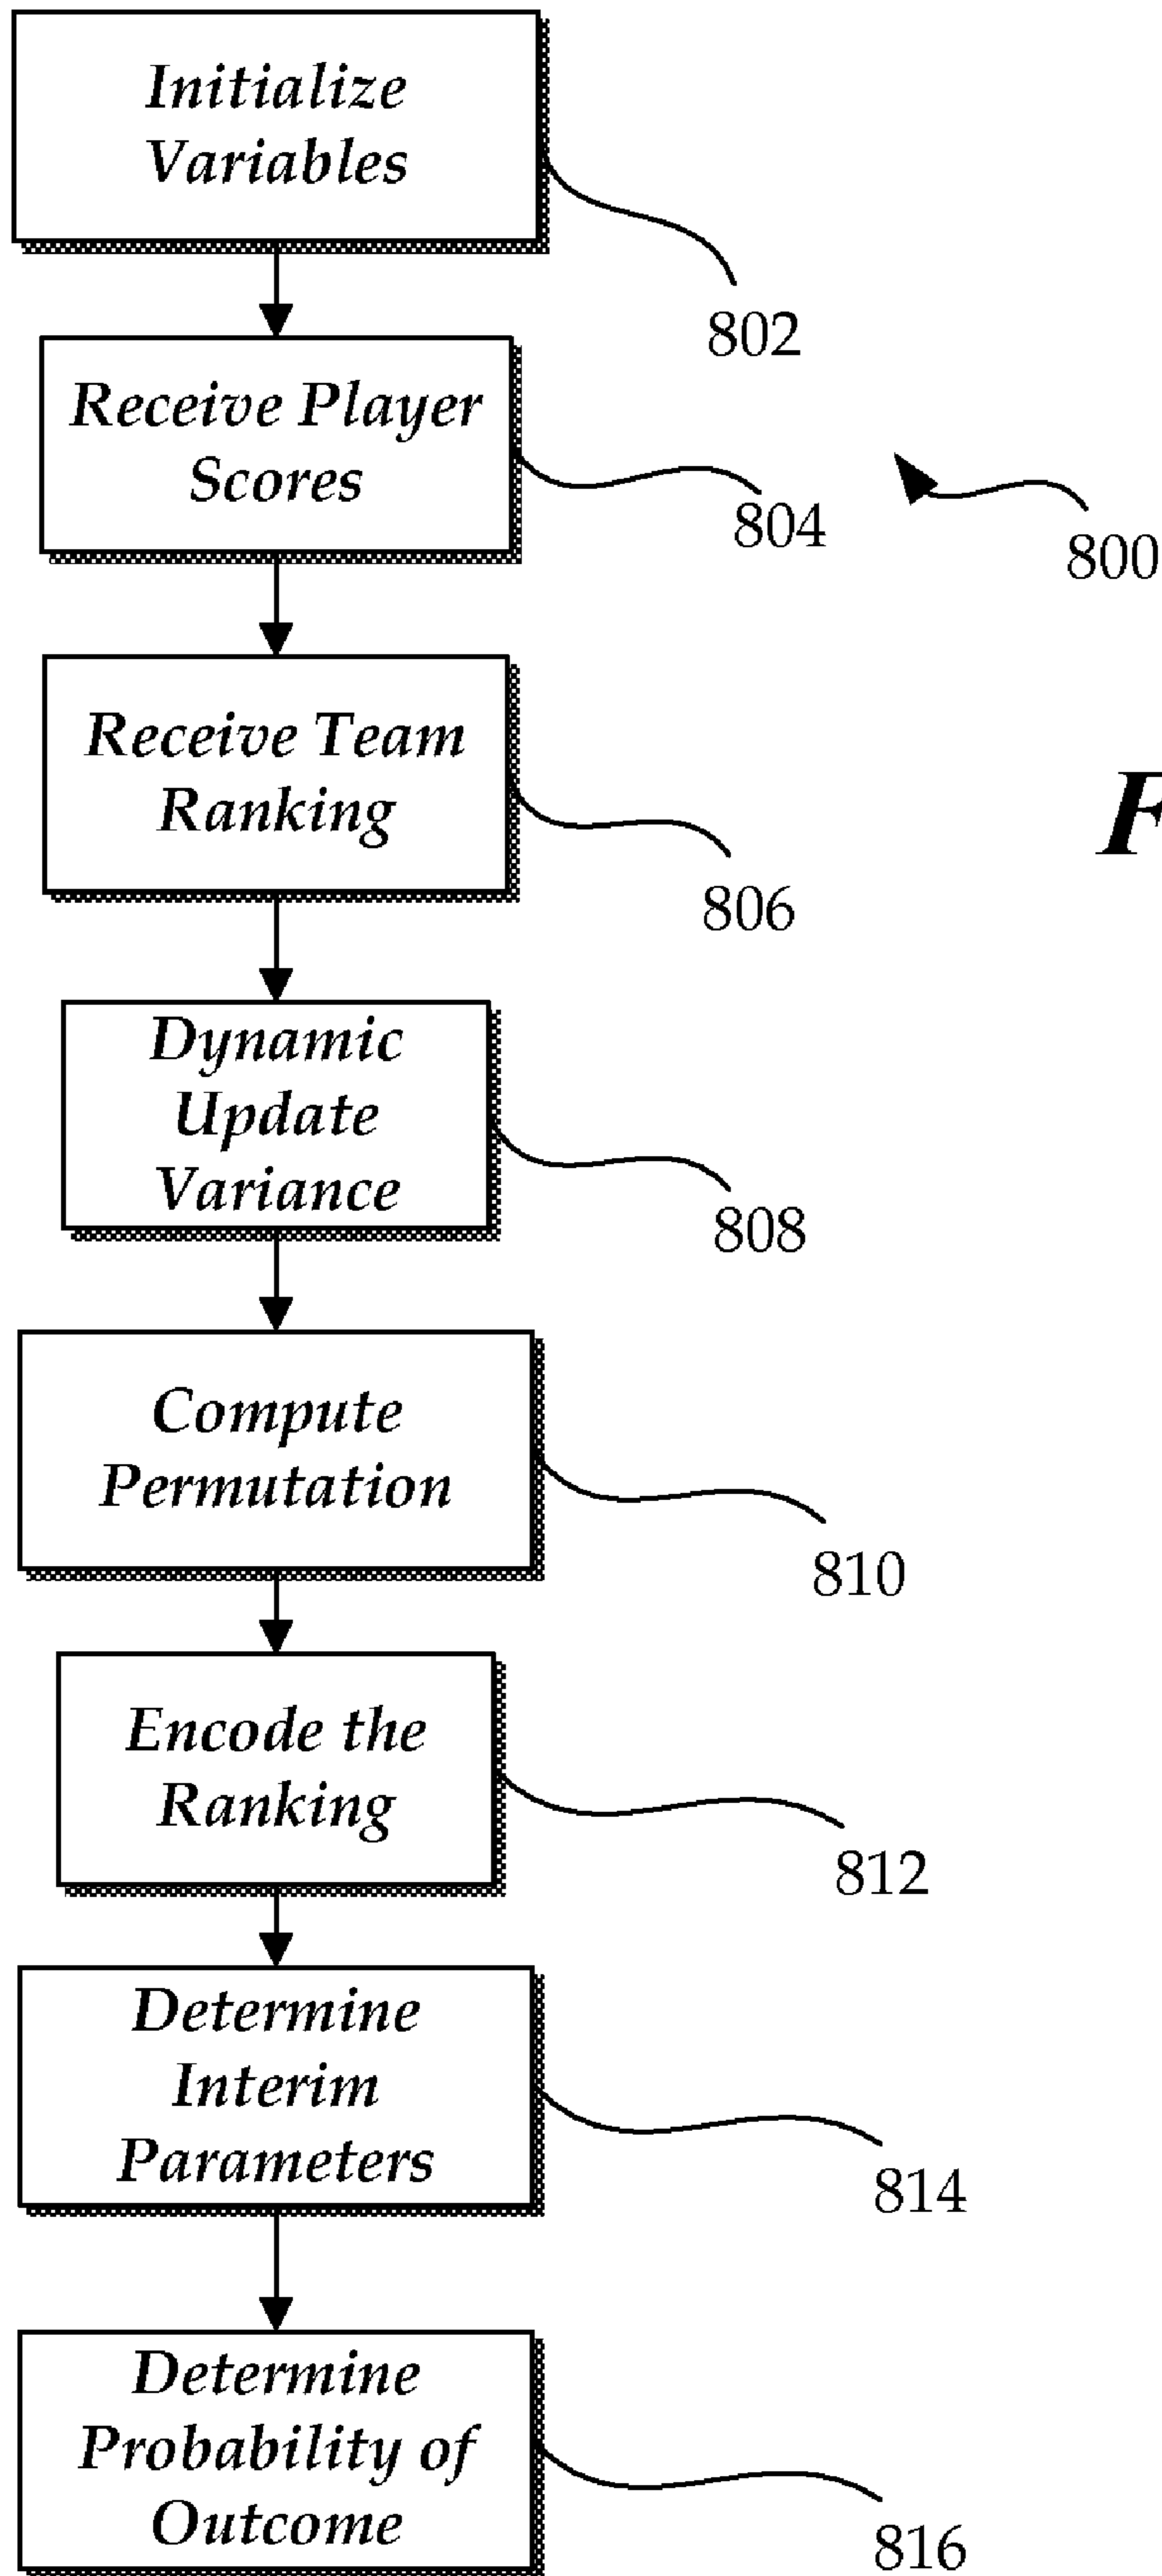 Initialize
Variables
802
Receive Player
Scores
804
800
Receive Team
Ranking
806
F
Dynamic
Update
Variance
808
Compute
Permutation
810
Encode the
Ranking
812
Determine
Interim
Parameters
814
Determine
Probability of
Outcome
816